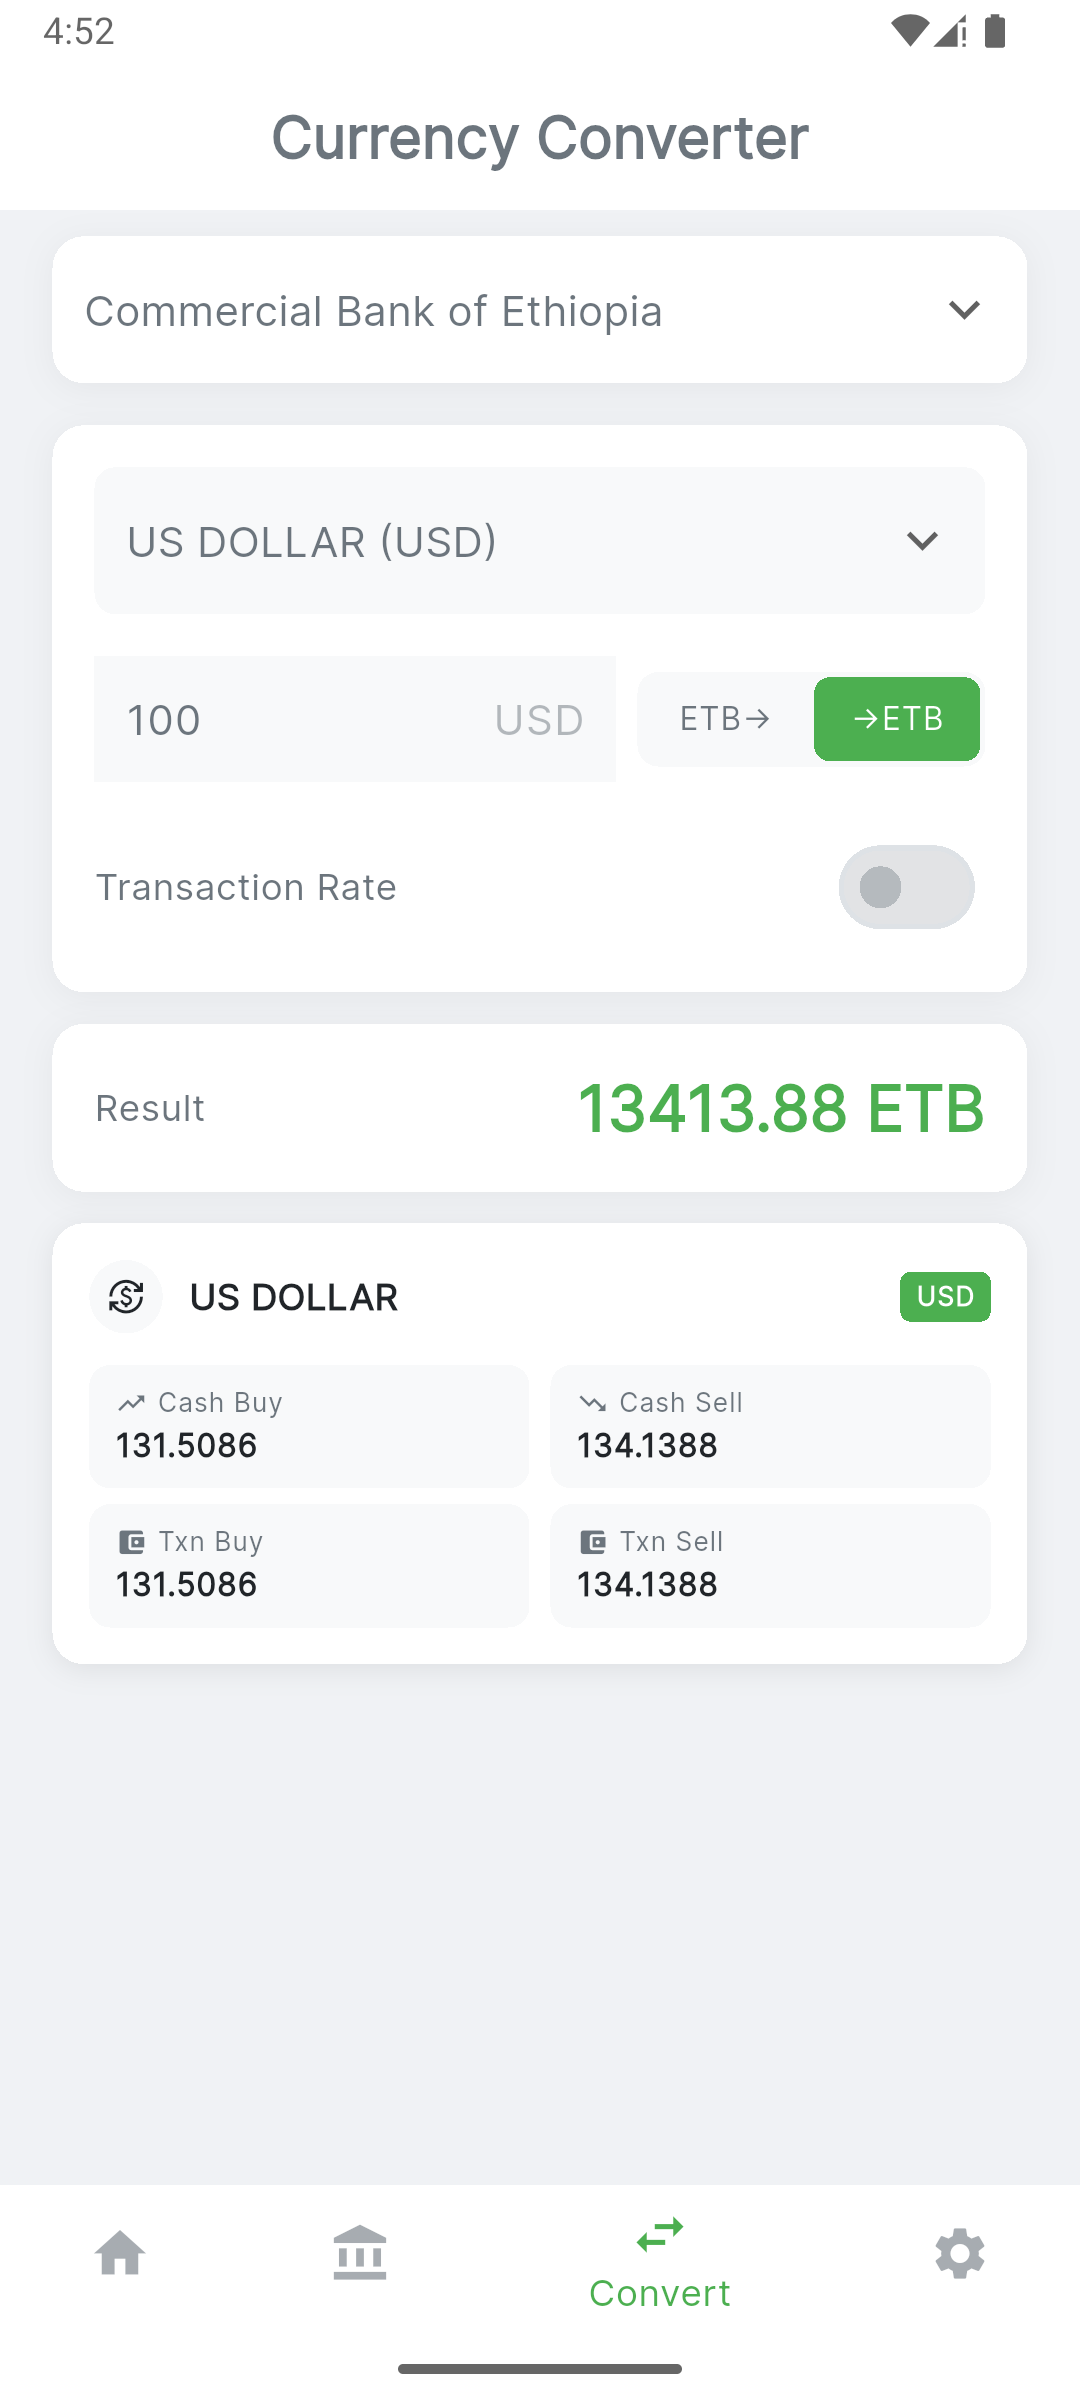 4:52
Currency Converter
Commercial Bank of Ethiopia
US DOLLAR (USD)
100 USD ETB→ →ETB
Transaction Rate
Result 13413.88 ETB
US DOLLAR USD
Cash Buy
131.5086
Cash Sell
134.1388
Txn Buy
131.5086
Txn Sell
134.1388
Convert